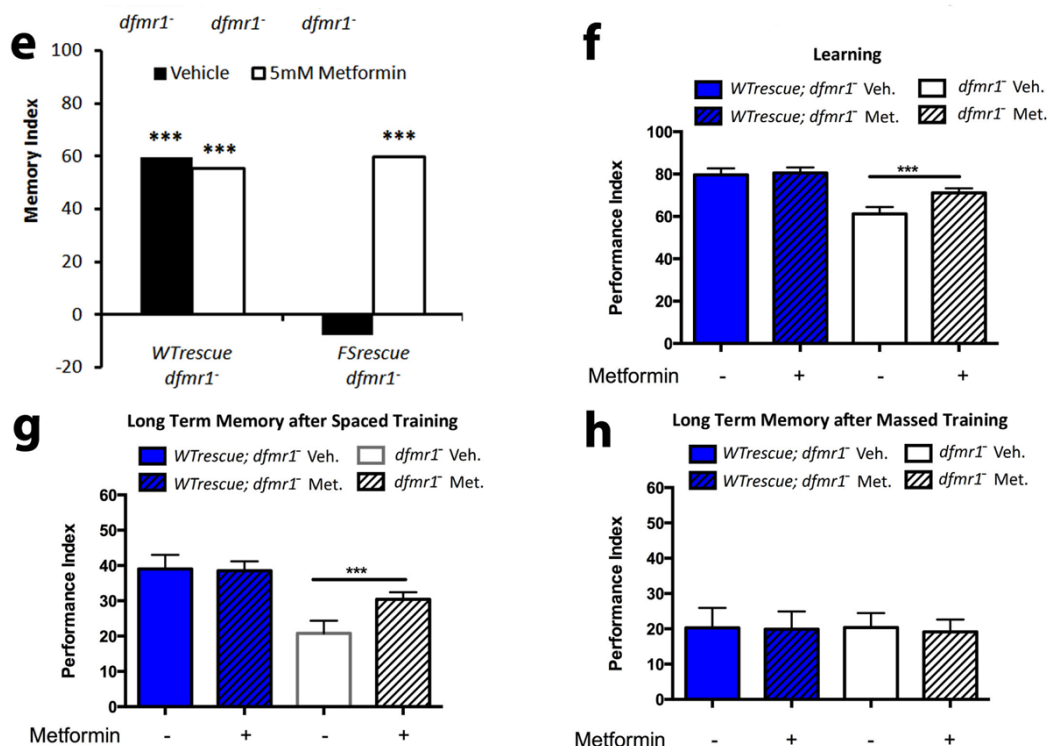 dfmr1⁻ dfmr1⁻ dfmr1⁻
e
100
80
60
40
20
0
-20
Memory Index
Vehicle 5mM Metformin
*** *** ***
WTrescue FSrescue
dfmr1⁻ dfmr1⁻
f
Learning
WTrescue; dfmr1⁻ Veh. dfmr1⁻ Veh.
WTrescue; dfmr1⁻ Met. dfmr1⁻ Met.
100
80
60
40
20
0
Performance Index
***
Metformin - + - +
g
Long Term Memory after Spaced Training
WTrescue; dfmr1⁻ Veh. dfmr1⁻ Veh.
WTrescue; dfmr1⁻ Met. dfmr1⁻ Met.
60
50
40
30
20
10
0
Performance Index
***
Metformin - + - +
h
Long Term Memory after Massed Training
WTrescue; dfmr1⁻ Veh. dfmr1⁻ Veh.
WTrescue; dfmr1⁻ Met. dfmr1⁻ Met.
60
50
40
30
20
10
0
Performance Index
Metformin - + - +